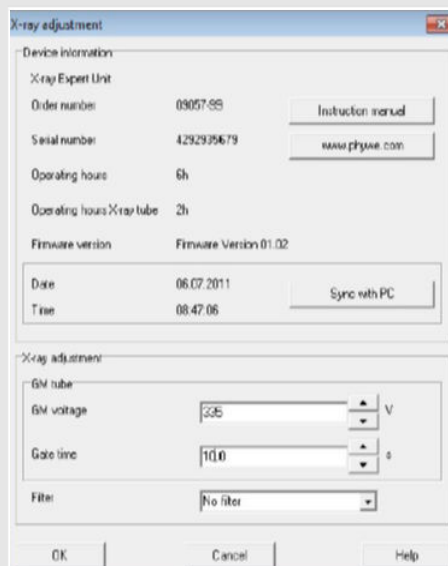 X-ray adjustment
Device information
X-ray Expert Unit
Order number 09057-99 Instruction manual
Serial number 4292935679 www.phywe.com
Operating hours 6h
Operating hours X-ray tube 2h
Firmware version Firmware Version 01.02
Date 06.07.2011 Sync with PC
Time 08:47:06
X-ray adjustment
GM tube
GM voltage 335 V
Gate time 10,0 s
Filter No filter
OK Cancel Help